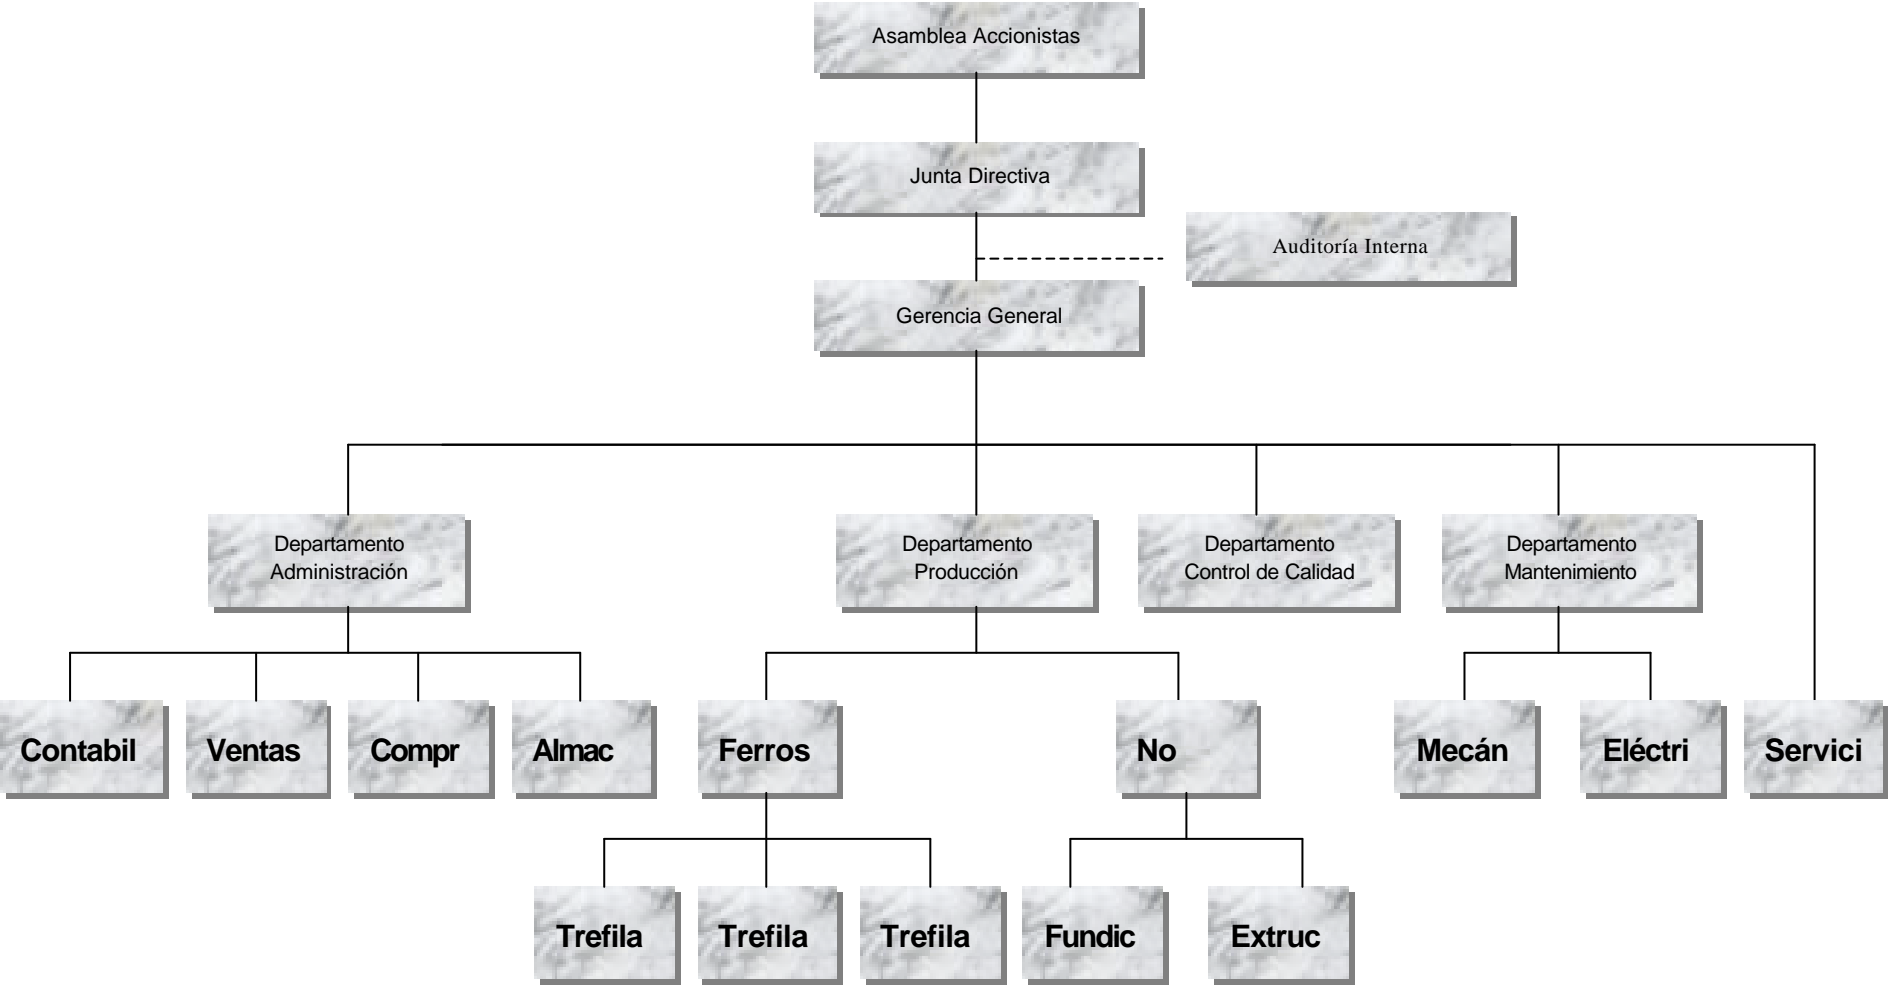 Asamblea Accionistas
Junta Directiva
Auditoría Interna
Gerencia General
Departamento
Administración
Departamento
Producción
Departamento
Control de Calidad
Departamento
Mantenimiento
Contabil
Ventas
Compr
Almac
Ferros
No
Mecán
Eléctri
Servici
Trefila
Trefila
Trefila
Fundic
Extruc